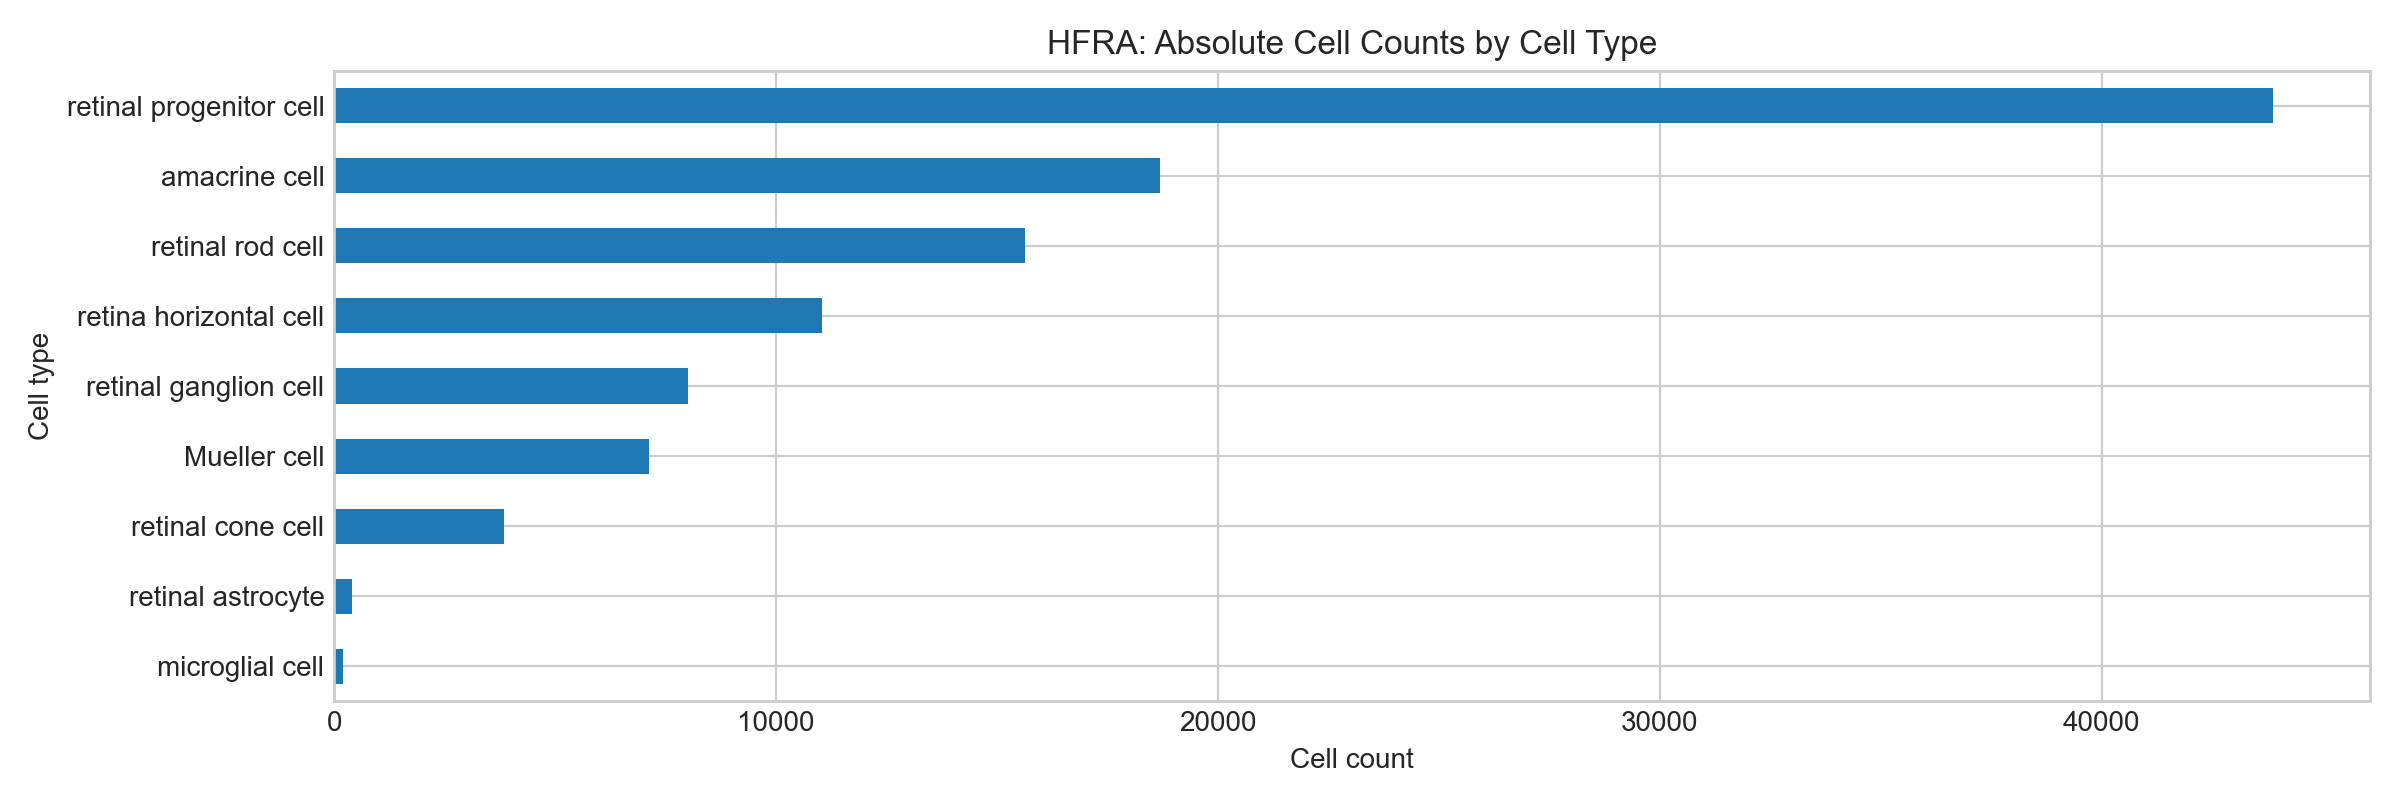 HFRA: Absolute Cell Counts by Cell Type
Cell type
retinal progenitor cell
amacrine cell
retinal rod cell
retina horizontal cell
retinal ganglion cell
Mueller cell
retinal cone cell
retinal astrocyte
microglial cell
0 10000 20000 30000 40000
Cell count